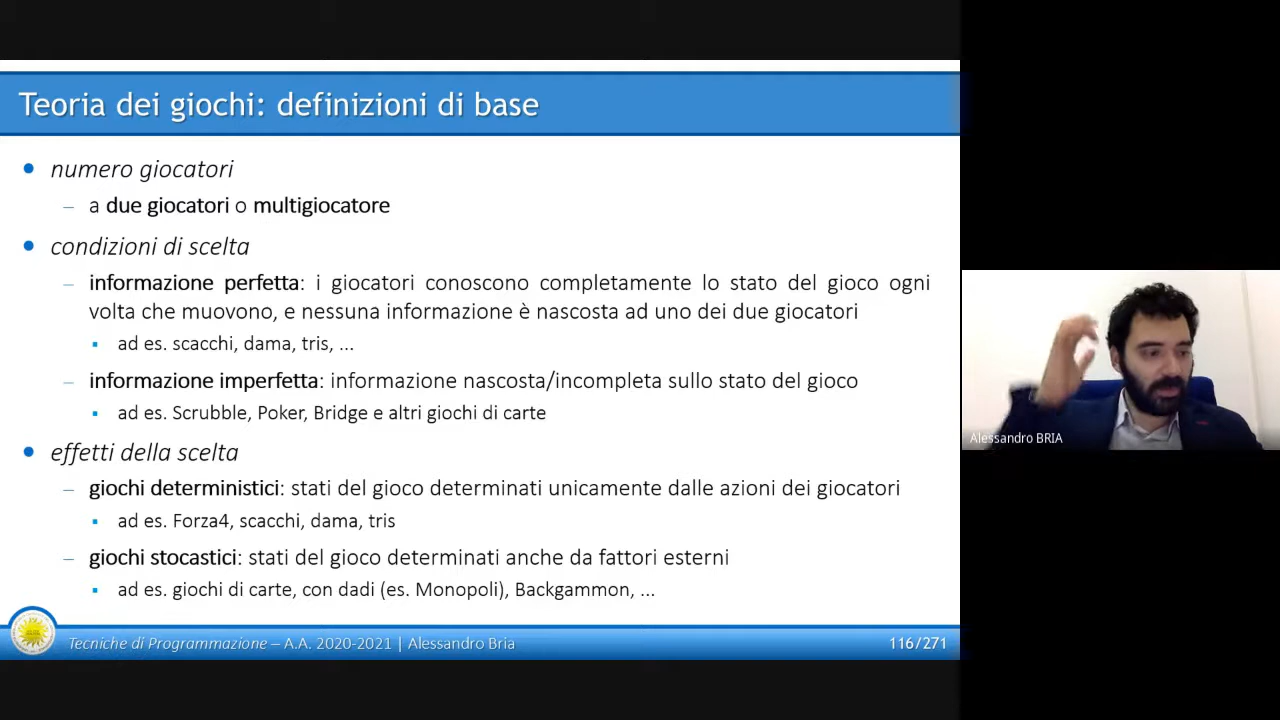 Teoria dei giochi: definizioni di base
numero giocatori
– a due giocatori o multigiocatore
condizioni di scelta
– informazione perfetta: i giocatori conoscono completamente lo stato del gioco ogni
volta che muovono, e nessuna informazione è nascosta ad uno dei due giocatori
ad es. scacchi, dama, tris, ...
– informazione imperfetta: informazione nascosta/incompleta sullo stato del gioco
ad es. Scrubble, Poker, Bridge e altri giochi di carte
effetti della scelta
– giochi deterministici: stati del gioco determinati unicamente dalle azioni dei giocatori
ad es. Forza4, scacchi, dama, tris
– giochi stocastici: stati del gioco determinati anche da fattori esterni
ad es. giochi di carte, con dadi (es. Monopoli), Backgammon, ...
Tecniche di Programmazione – A.A. 2020-2021 | Alessandro Bria
116/271
Alessandro BRIA